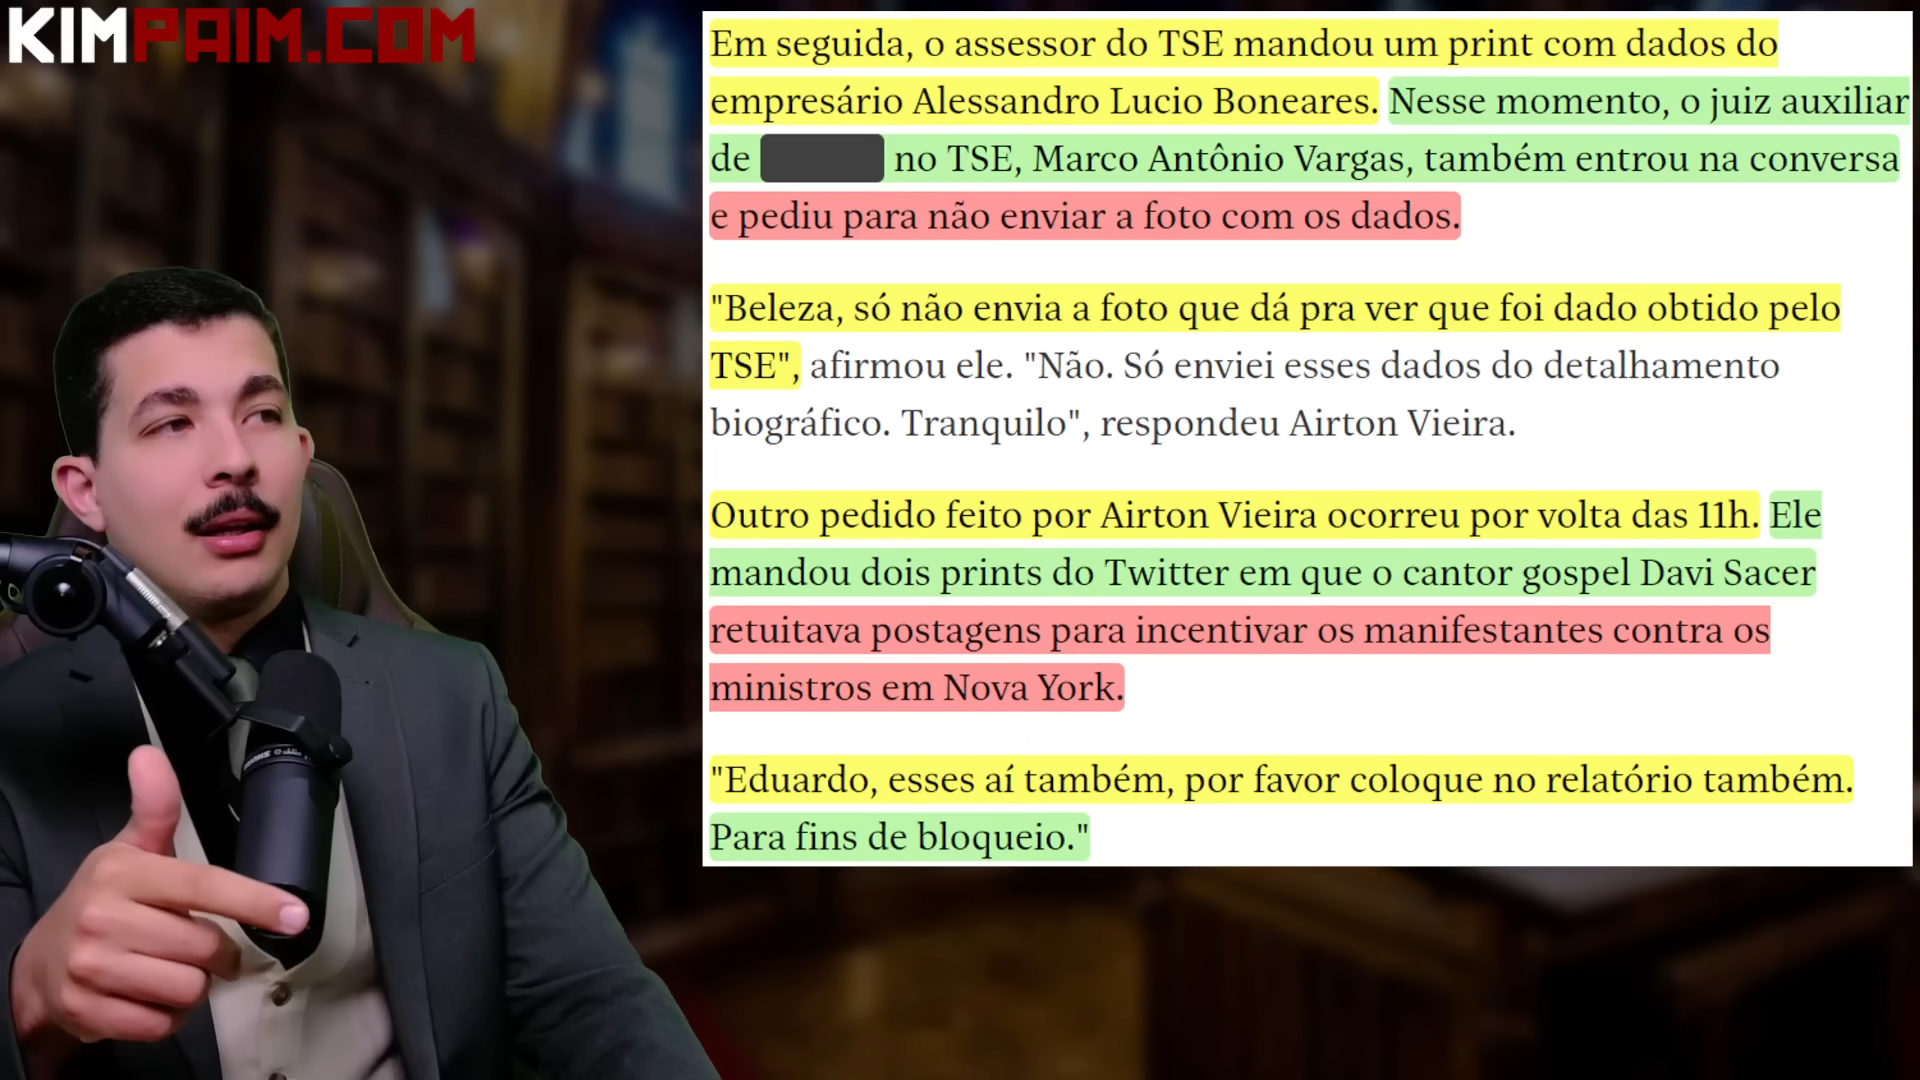 KIMPAIM.COM
Em seguida, o assessor do TSE mandou um print com dados do
empresário Alessandro Lucio Boneares. Nesse momento, o juiz auxiliar
de no TSE, Marco Antônio Vargas, também entrou na conversa
e pediu para não enviar a foto com os dados.
"Beleza, só não envia a foto que dá pra ver que foi dado obtido pelo
TSE", afirmou ele. "Não. Só enviei esses dados do detalhamento
biográfico. Tranquilo", respondeu Airton Vieira.
Outro pedido feito por Airton Vieira ocorreu por volta das 11h. Ele
mandou dois prints do Twitter em que o cantor gospel Davi Sacer
retuitava postagens para incentivar os manifestantes contra os
ministros em Nova York.
"Eduardo, esses aí também, por favor coloque no relatório também.
Para fins de bloqueio."